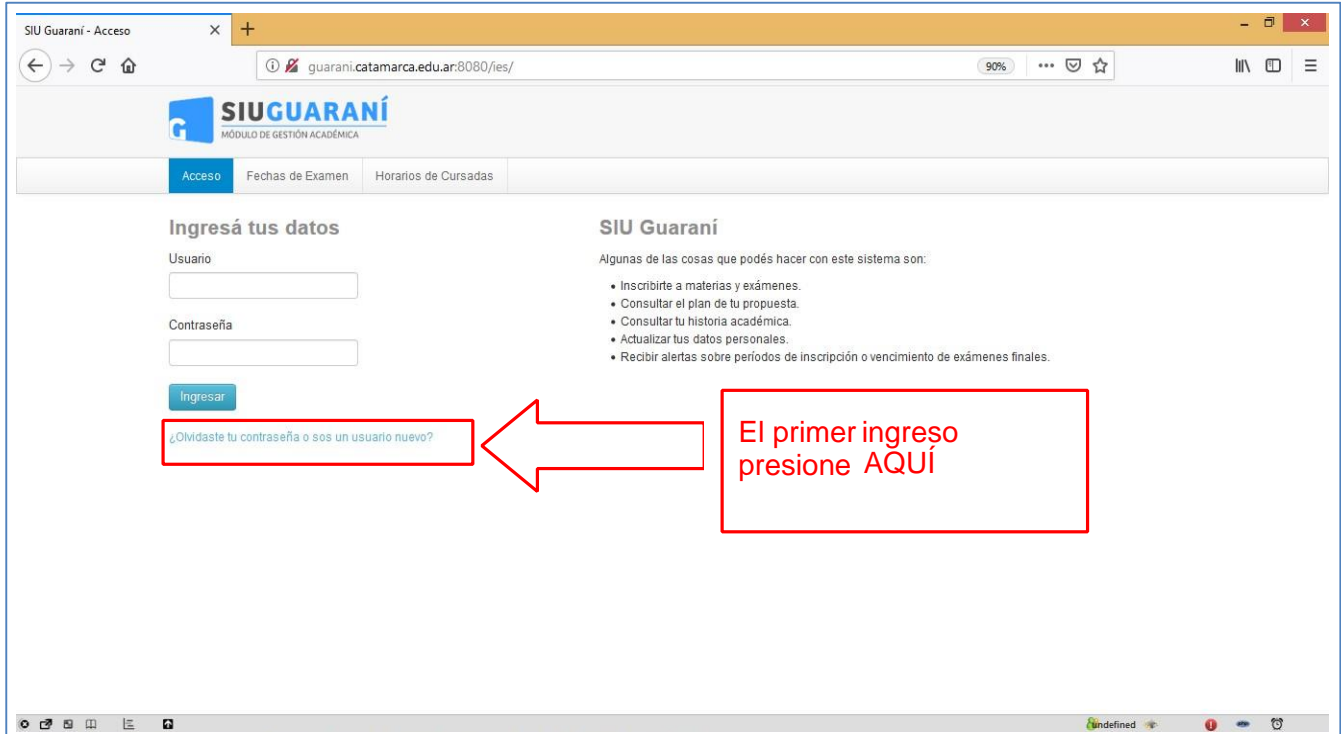 SIU Guaraní - Acceso
guarani.catamarca.edu.ar:8080/ies/
90%
G
SIUGUARANÍ
MÓDULO DE GESTIÓN ACADÉMICA
Acceso Fechas de Examen Horarios de Cursadas
Ingresá tus datos
Usuario
Contraseña
Ingresar
¿Olvidaste tu contraseña o sos un usuario nuevo?
SIU Guaraní
Algunas de las cosas que podés hacer con este sistema son:
• Inscribirte a materias y exámenes.
• Consultar el plan de tu propuesta.
• Consultar tu historia académica.
• Actualizar tus datos personales.
• Recibir alertas sobre períodos de inscripción o vencimiento de exámenes finales.
El primer ingreso
presione AQUÍ
undefined